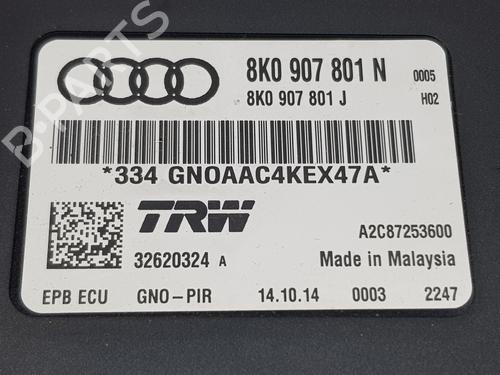 8K0 907 801 N 0005
8K0 907 801 J H02
*334 GNOAAC4KEX47A*
TRW
A2C87253600
32620324 A Made in Malaysia
EPB ECU GNO-PIR 14.10.14 0003 2247
B-PARTS